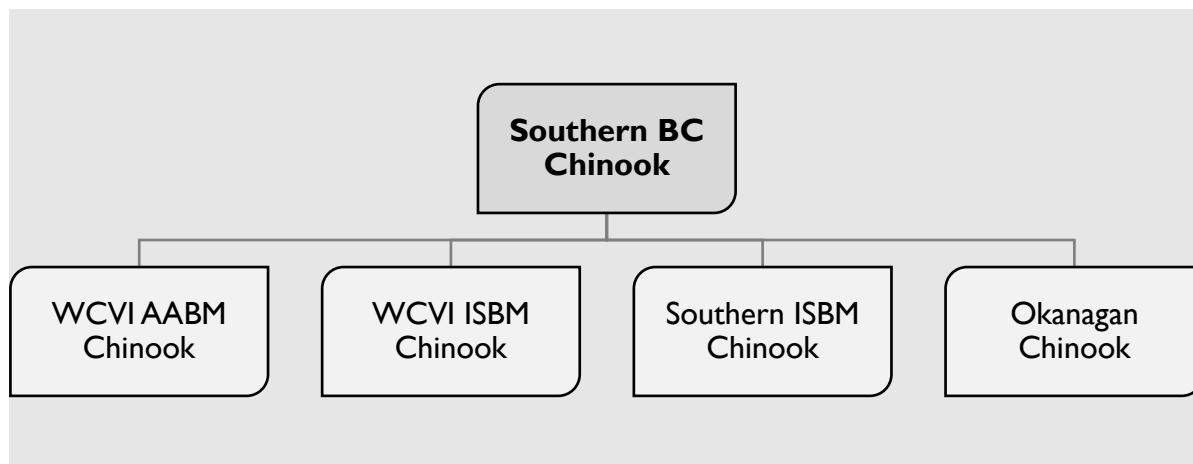 Southern BC
Chinook
WCVI AABM
Chinook
WCVI ISBM
Chinook
Southern ISBM
Chinook
Okanagan
Chinook